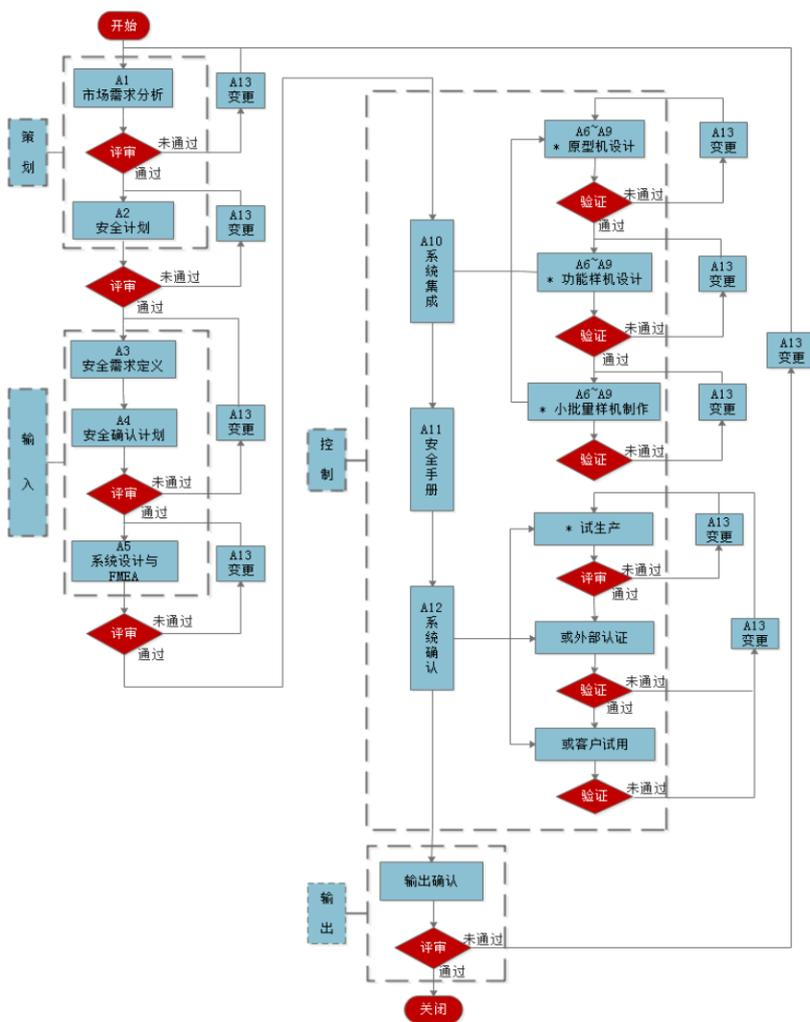 开始
策
划
A1
市场需求分析
A13
变更
评审
未通过
通过
A2
安全计划
A13
变更
评审
未通过
通过
输
入
A3
安全需求定义
A4
安全确认计划
A13
变更
评审
未通过
通过
A5
系统设计与
FMEA
A13
变更
评审
未通过
通过
控
制
A10
系
统
集
成
A6~A9
* 原型机设计
A13
变更
验证
未通过
通过
A6~A9
* 功能样机设计
A13
变更
验证
未通过
通过
A6~A9
* 小批量样机制作
A13
变更
验证
未通过
A11
安
全
手
册
A12
系
统
确
认
* 试生产
A13
变更
评审
未通过
通过
或外部认证
A13
变更
验证
未通过
通过
或客户试用
验证
未通过
A13
变更
输
出
输出确认
评审
未通过
通过
关闭